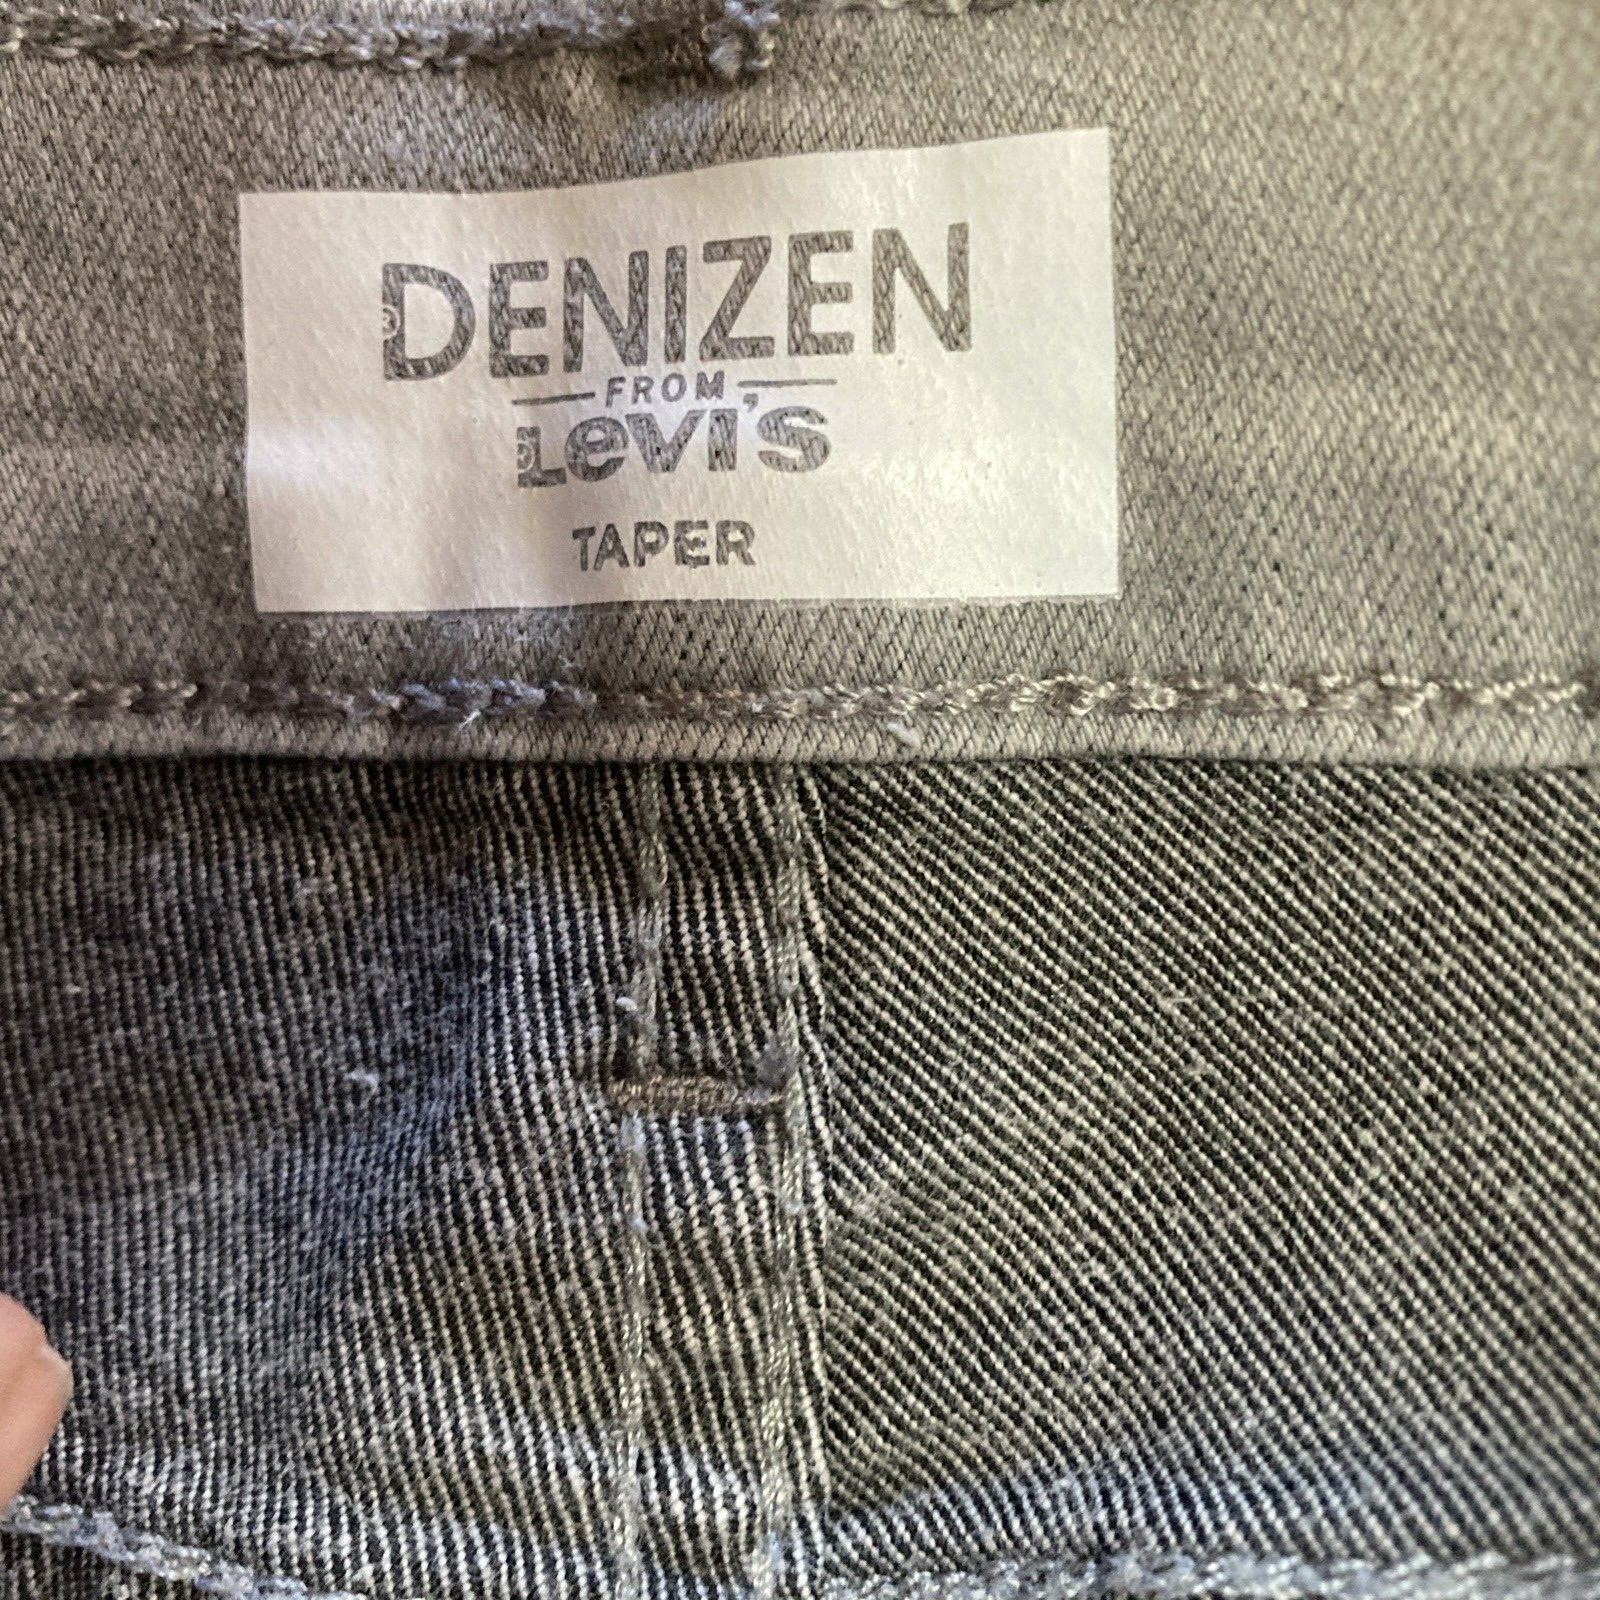 DENIZEN
FROM
Levi's
TAPER